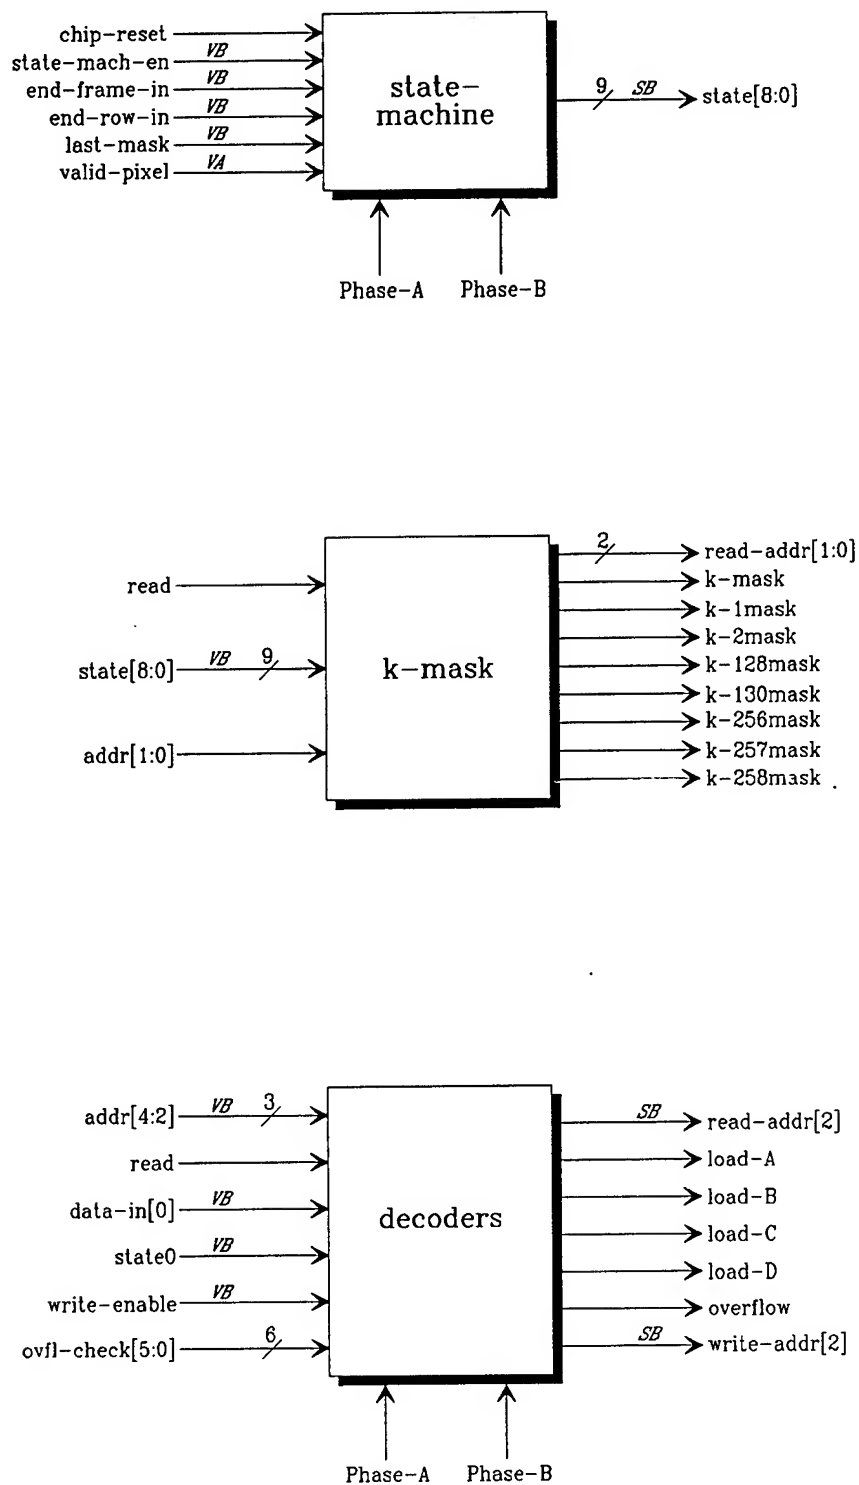 chip-reset
state-mach-en VB
end-frame-in VB
end-row-in VB
last-mask VB
valid-pixel VA
state-
machine
9 SB state[8:0]
Phase-A Phase-B
read
state[8:0] VB 9
addr[1:0]
k-mask
2 read-addr[1:0]
k-mask
k-1mask
k-2mask
k-128mask
k-130mask
k-256mask
k-257mask
k-258mask
addr[4:2] VB 3
read
data-in[0] VB
state0 VB
write-enable VB
ovfl-check[5:0] 6
decoders
SB read-addr[2]
load-A
load-B
load-C
load-D
overflow
SB write-addr[2]
Phase-A Phase-B